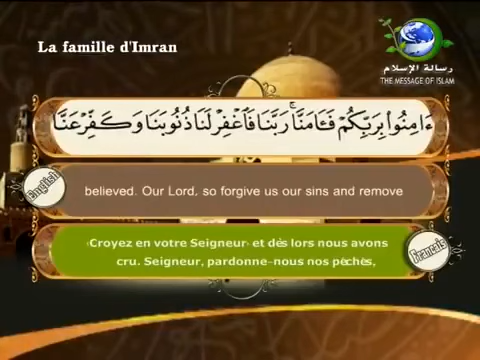 La famille d'Imran
رسالة الإسلام
THE MESSAGE OF ISLAM
ءَامِنُوا۟ بِرَبِّكُمْ فَـَٔامَنَّا ۚ رَبَّنَا فَٱغْفِرْ لَنَا ذُنُوبَنَا وَكَفِّرْ عَنَّا
English
believed. Our Lord, so forgive us our sins and remove
‹Croyez en votre Seigneur› et dès lors nous avons
cru. Seigneur, pardonne-nous nos pèchès,
Francais